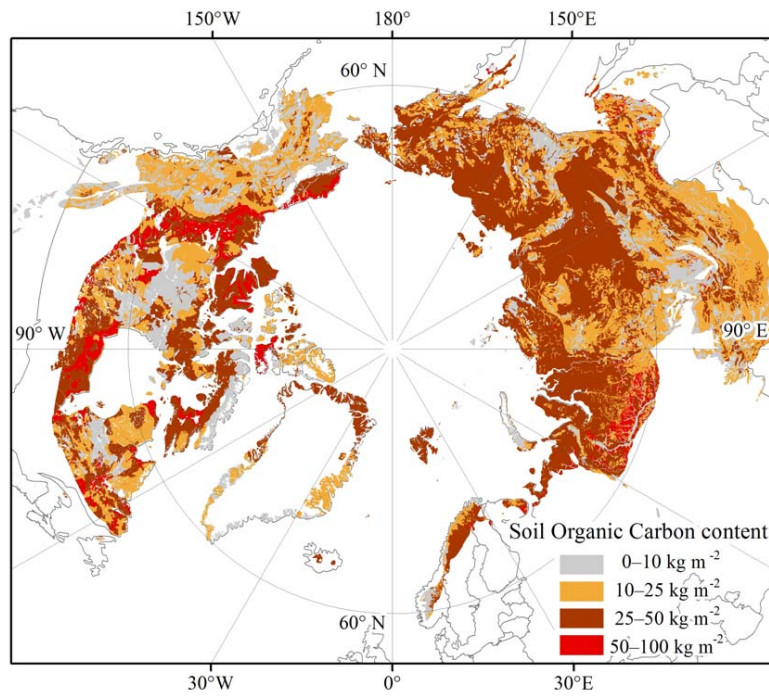 150°W 180° 150°E
60° N
90° W 90° E
Soil Organic Carbon content
0–10 kg m⁻²
10–25 kg m⁻²
25–50 kg m⁻²
50–100 kg m⁻²
60° N
30°W 0° 30°E